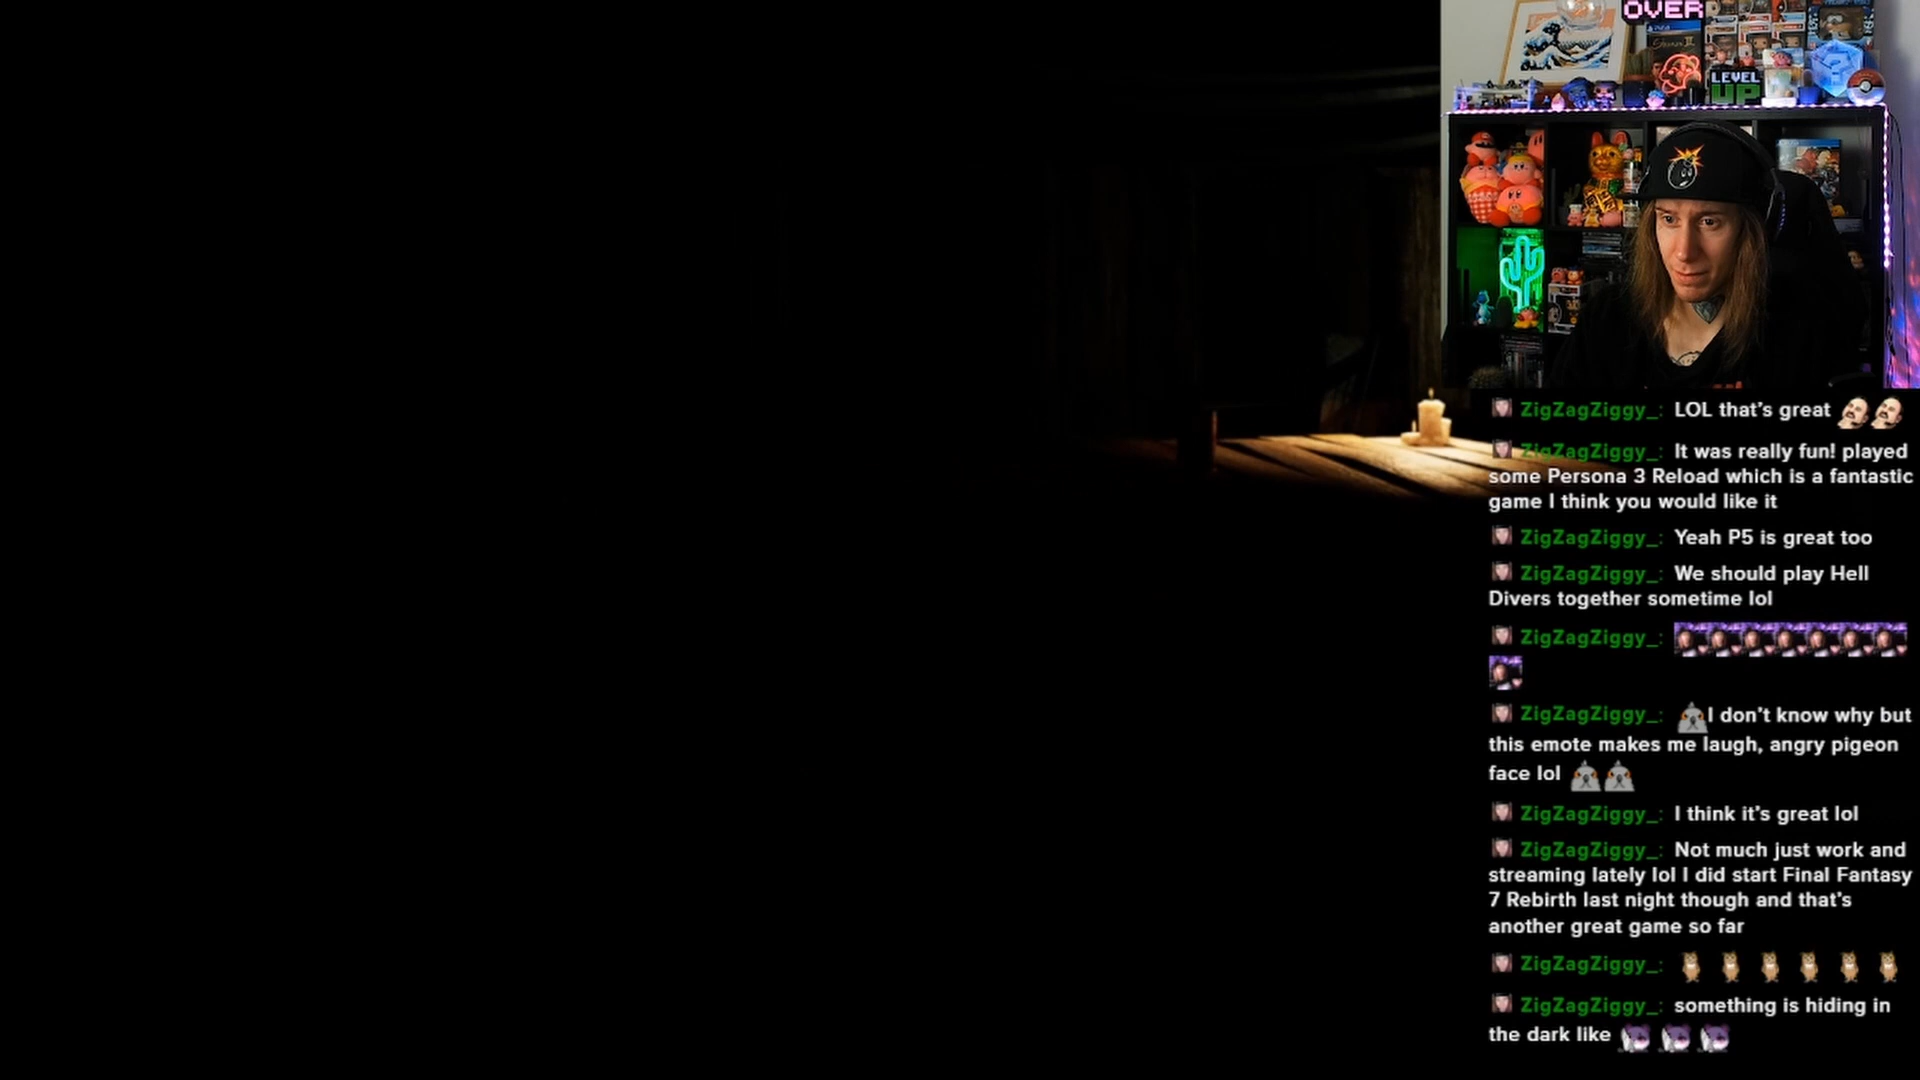 OVER
LEVEL
UP
ZigZagZiggy_: LOL that's great
ZigZagZiggy_: It was really fun! played
some Persona 3 Reload which is a fantastic
game I think you would like it
ZigZagZiggy_: Yeah P5 is great too
ZigZagZiggy_: We should play Hell
Divers together sometime lol
ZigZagZiggy_:
ZigZagZiggy_: I don't know why but
this emote makes me laugh, angry pigeon
face lol
ZigZagZiggy_: I think it's great lol
ZigZagZiggy_: Not much just work and
streaming lately lol I did start Final Fantasy
7 Rebirth last night though and that's
another great game so far
ZigZagZiggy_:
ZigZagZiggy_: something is hiding in
the dark like